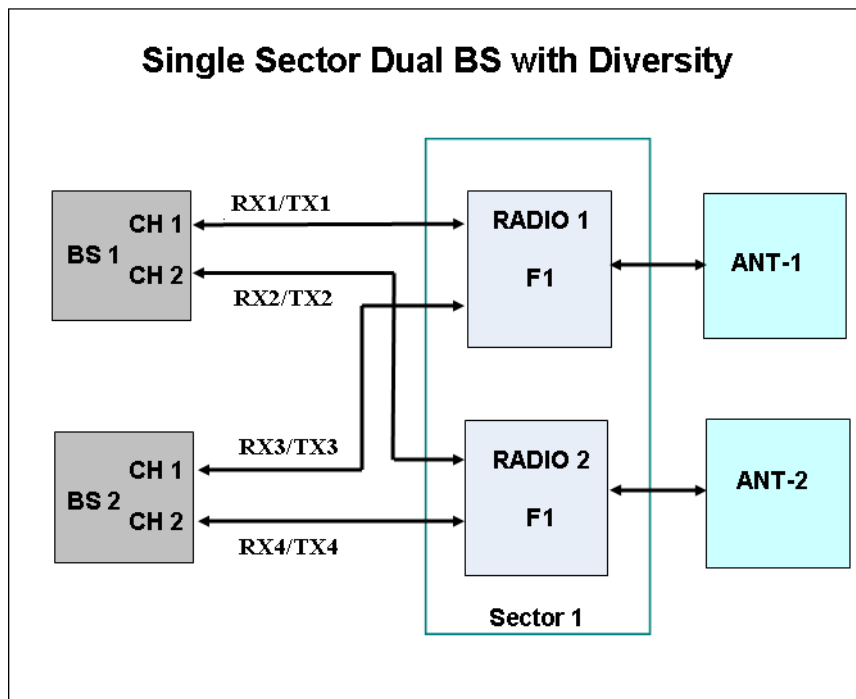 Single Sector Dual BS with Diversity
RX1/TX1
CH 1
BS 1
CH 2
RX2/TX2
RADIO 1
F1
ANT-1
RX3/TX3
CH 1
BS 2
CH 2
RX4/TX4
RADIO 2
F1
ANT-2
Sector 1